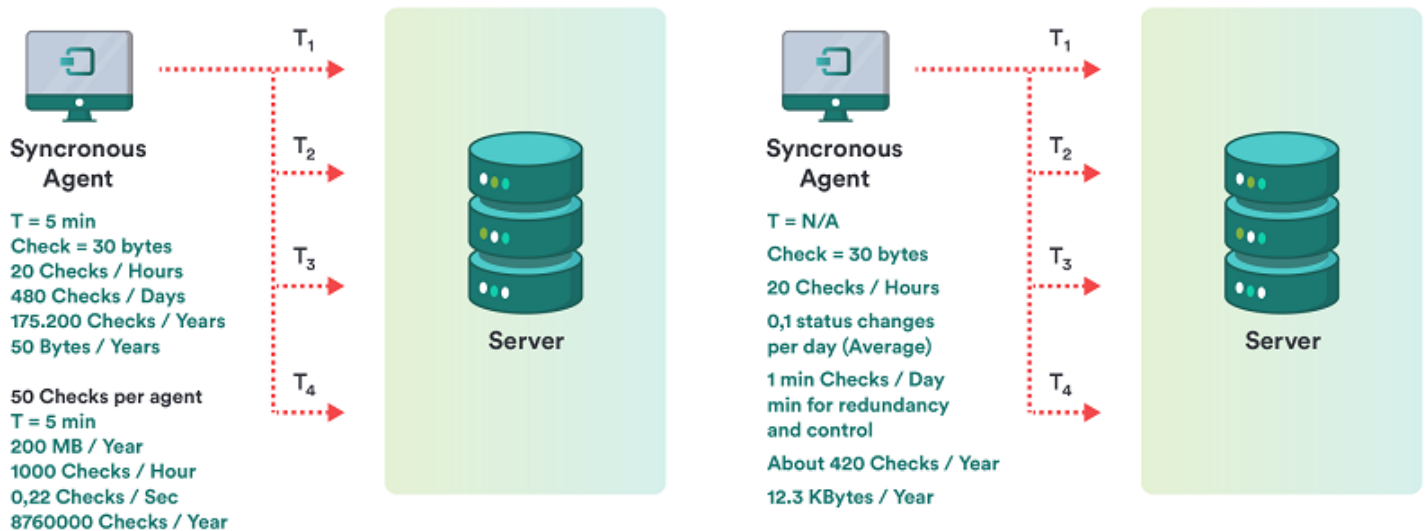 Syncronous
Agent
T = 5 min
Check = 30 bytes
20 Checks / Hours
480 Checks / Days
175.200 Checks / Years
50 Bytes / Years
50 Checks per agent
T = 5 min
200 MB / Year
1000 Checks / Hour
0,22 Checks / Sec
8760000 Checks / Year
T₁
T₂
T₃
T₄
Server
Syncronous
Agent
T = N/A
Check = 30 bytes
20 Checks / Hours
0,1 status changes
per day (Average)
1 min Checks / Day
min for redundancy
and control
About 420 Checks / Year
12.3 KBytes / Year
T₁
T₂
T₃
T₄
Server